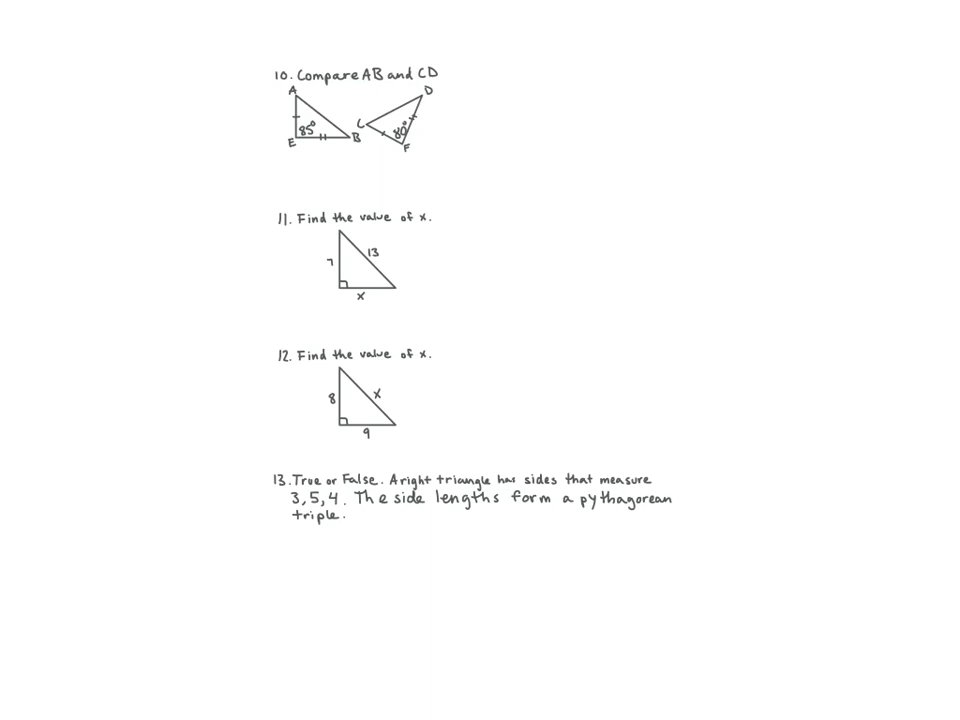 10. Compare AB and CD
A
D
85°
C
80°
E
B
F
11. Find the value of x.
7
13
x
12. Find the value of x.
8
x
9
13. True or False. A right triangle has sides that measure
3, 5, 4. The side lengths form a pythagorean
triple.